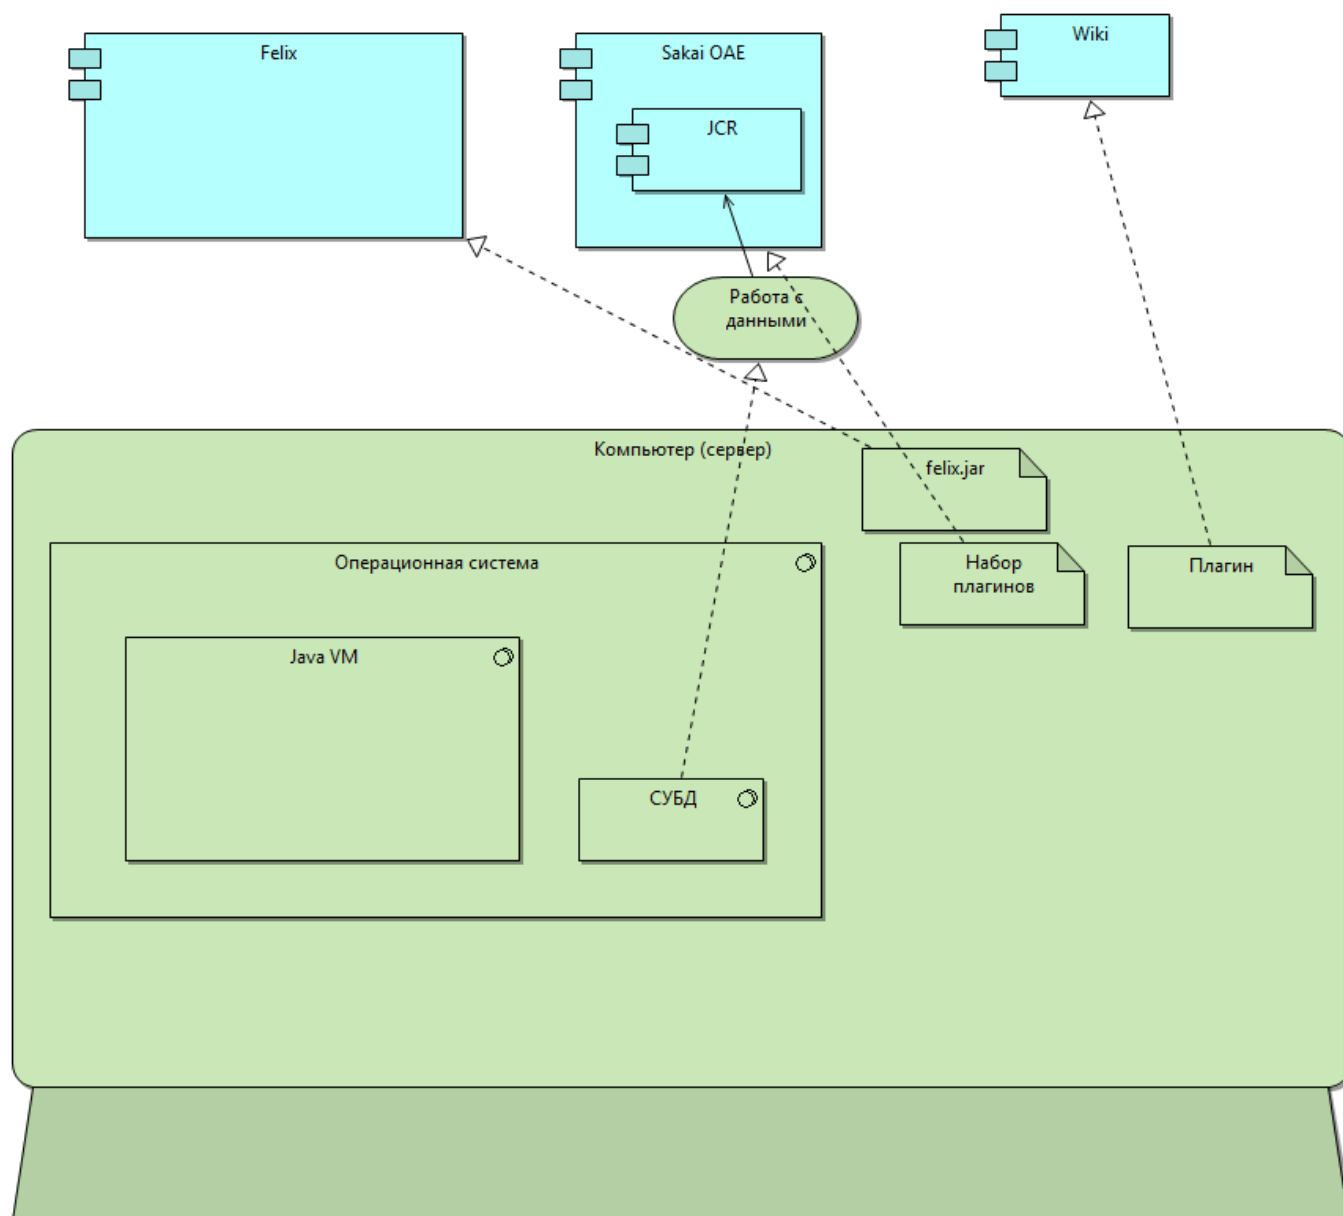 Felix
Sakai OAE
Wiki
JCR
Работа с
данными
Компьютер (сервер)
felix.jar
Операционная система
Набор
плагинов
Плагин
Java VM
СУБД